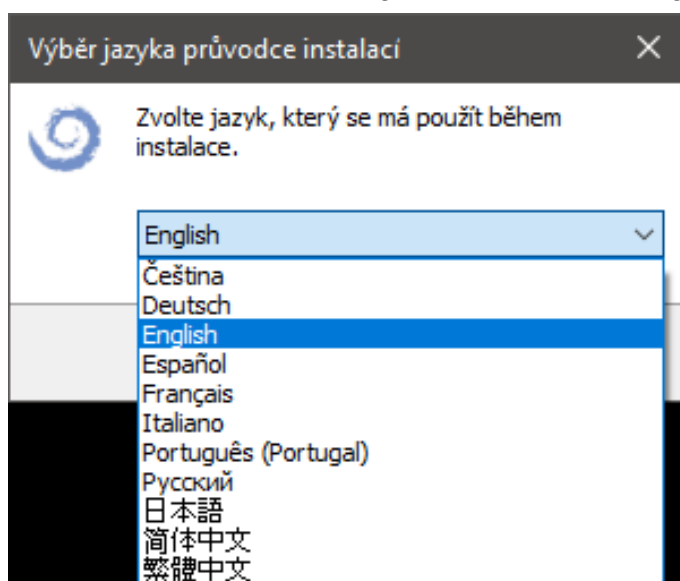 Výběr jazyka průvodce instalací
Zvolte jazyk, který se má použít během
instalace.
English
Čeština
Deutsch
English
Español
Français
Italiano
Português (Portugal)
Русский
日本語
简体中文
繁體中文